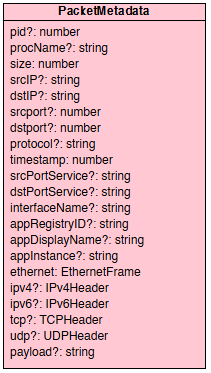 PacketMetadata
pid?: number
procName?: string
size: number
srcIP?: string
dstIP?: string
srcport?: number
dstport?: number
protocol?: string
timestamp: number
srcPortService?: string
dstPortService?: string
interfaceName?: string
appRegistryID?: string
appDisplayName?: string
appInstance?: string
ethernet: EthernetFrame
ipv4?: IPv4Header
ipv6?: IPv6Header
tcp?: TCPHeader
udp?: UDPHeader
payload?: string